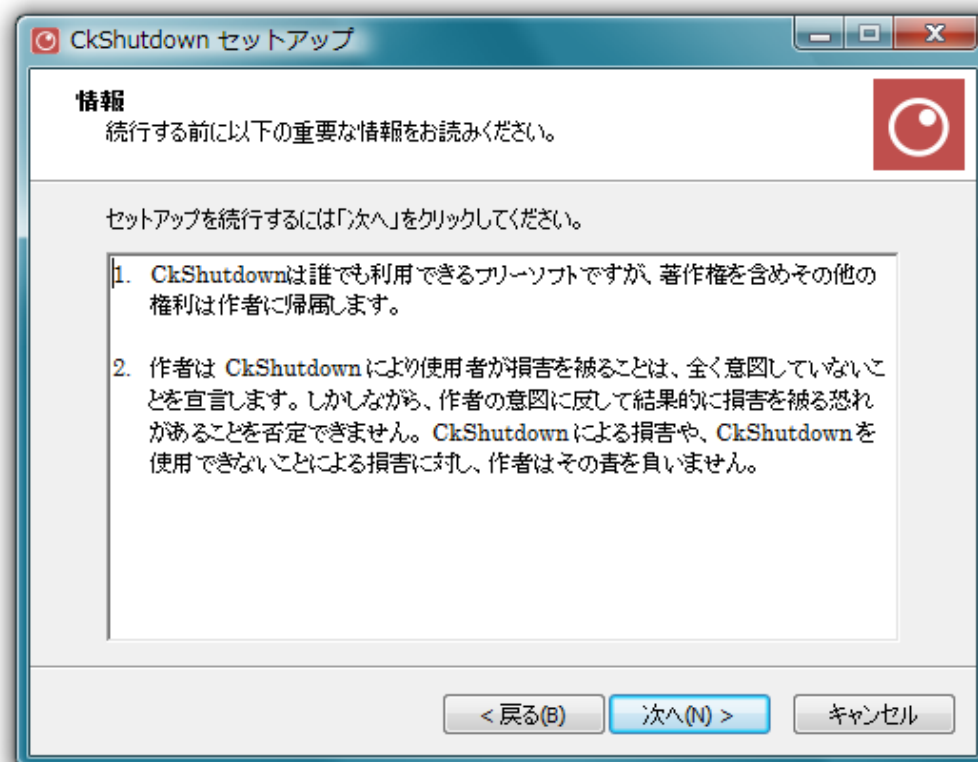 CkShutdown セットアップ
情報
続行する前に以下の重要な情報をお読みください。
セットアップを続行するには「次へ」をクリックしてください。
1. CkShutdownは誰でも利用できるフリーソフトですが、著作権を含めその他の
権利は作者に帰属します。
2. 作者は CkShutdown により使用者が損害を被ることは、全く意図していないこ
とを宣言します。しかしながら、作者の意図に反して結果的に損害を被る恐れ
があることを否定できません。CkShutdown による損害や、CkShutdown を
使用できないことによる損害に対し、作者はその責を負いません。
< 戻る(B)
次へ(N) >
キャンセル